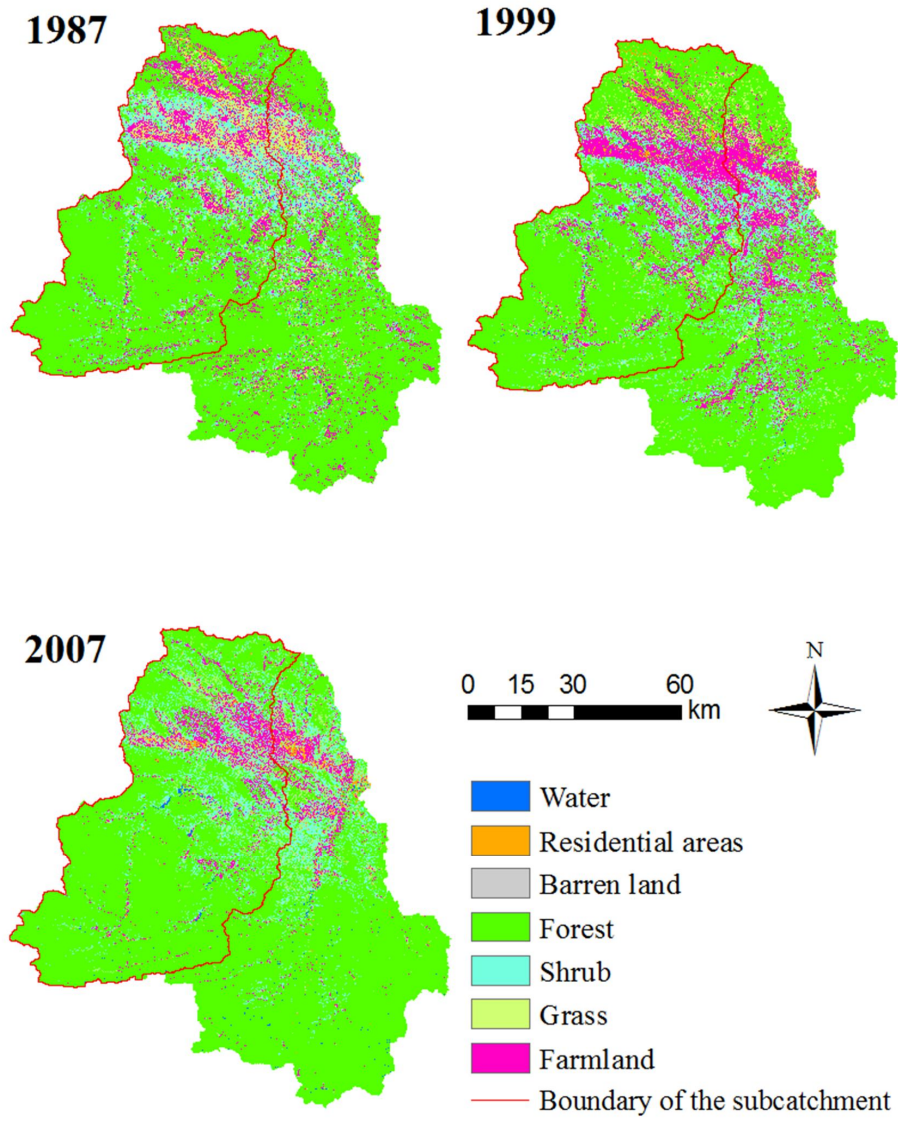 1987
1999
2007
N
0 15 30 60
km
Water
Residential areas
Barren land
Forest
Shrub
Grass
Farmland
Boundary of the subcatchment